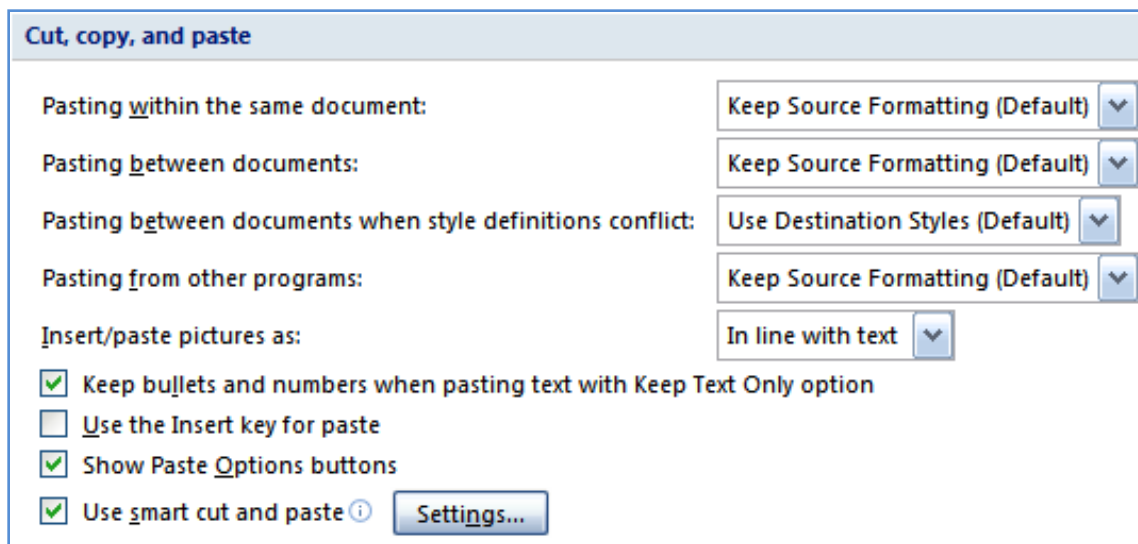 Cut, copy, and paste
Pasting within the same document: Keep Source Formatting (Default)
Pasting between documents: Keep Source Formatting (Default)
Pasting between documents when style definitions conflict: Use Destination Styles (Default)
Pasting from other programs: Keep Source Formatting (Default)
Insert/paste pictures as: In line with text
Keep bullets and numbers when pasting text with Keep Text Only option
Use the Insert key for paste
Show Paste Options buttons
Use smart cut and paste Settings...